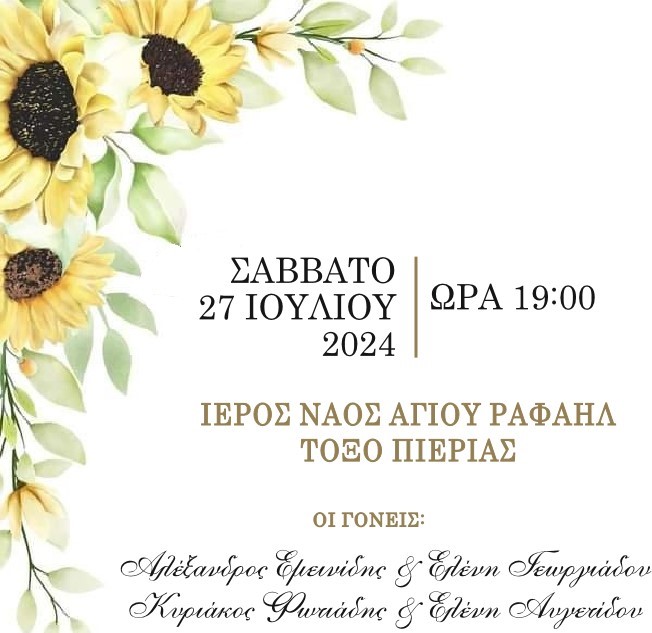 ΣΑΒΒΑΤΟ
27 ΙΟΥΛΙΟΥ
2024
ΩΡΑ 19:00
ΙΕΡΟΣ ΝΑΟΣ ΑΓΙΟΥ ΡΑΦΑΗΛ
ΤΟΞΟ ΠΙΕΡΙΑΣ
ΟΙ ΓΟΝΕΙΣ:
Αλέξανδρος Εμεινίδης & Ελένη Γεωργιάδου
Κυριάκος Φωτιάδης & Ελένη Αυγετίδου